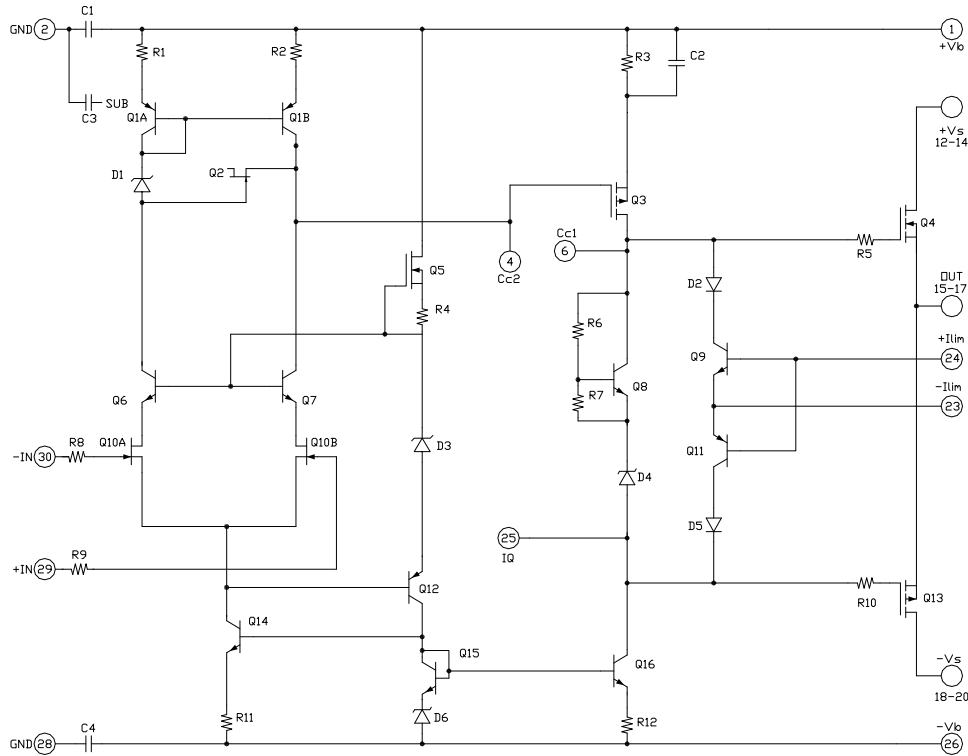 C1
GND 2
1
+Vb
R1
R2
R3
C2
SUB
C3
Q1A
Q1B
+Vs
12-14
D1
Q2
Q3
Q4
Cc1
6
4
Cc2
Q5
R5
OUT
15-17
D2
R4
R6
+Ilim
24
Q9
Q8
-Ilim
23
Q6
Q7
R7
Q10A
Q10B
R8
-IN 30
D3
Q11
D4
D5
25
IQ
R9
+IN 29
Q12
R10
Q13
Q14
Q15
Q16
-Vs
18-20
R11
D6
R12
C4
GND 28
-Vb
26